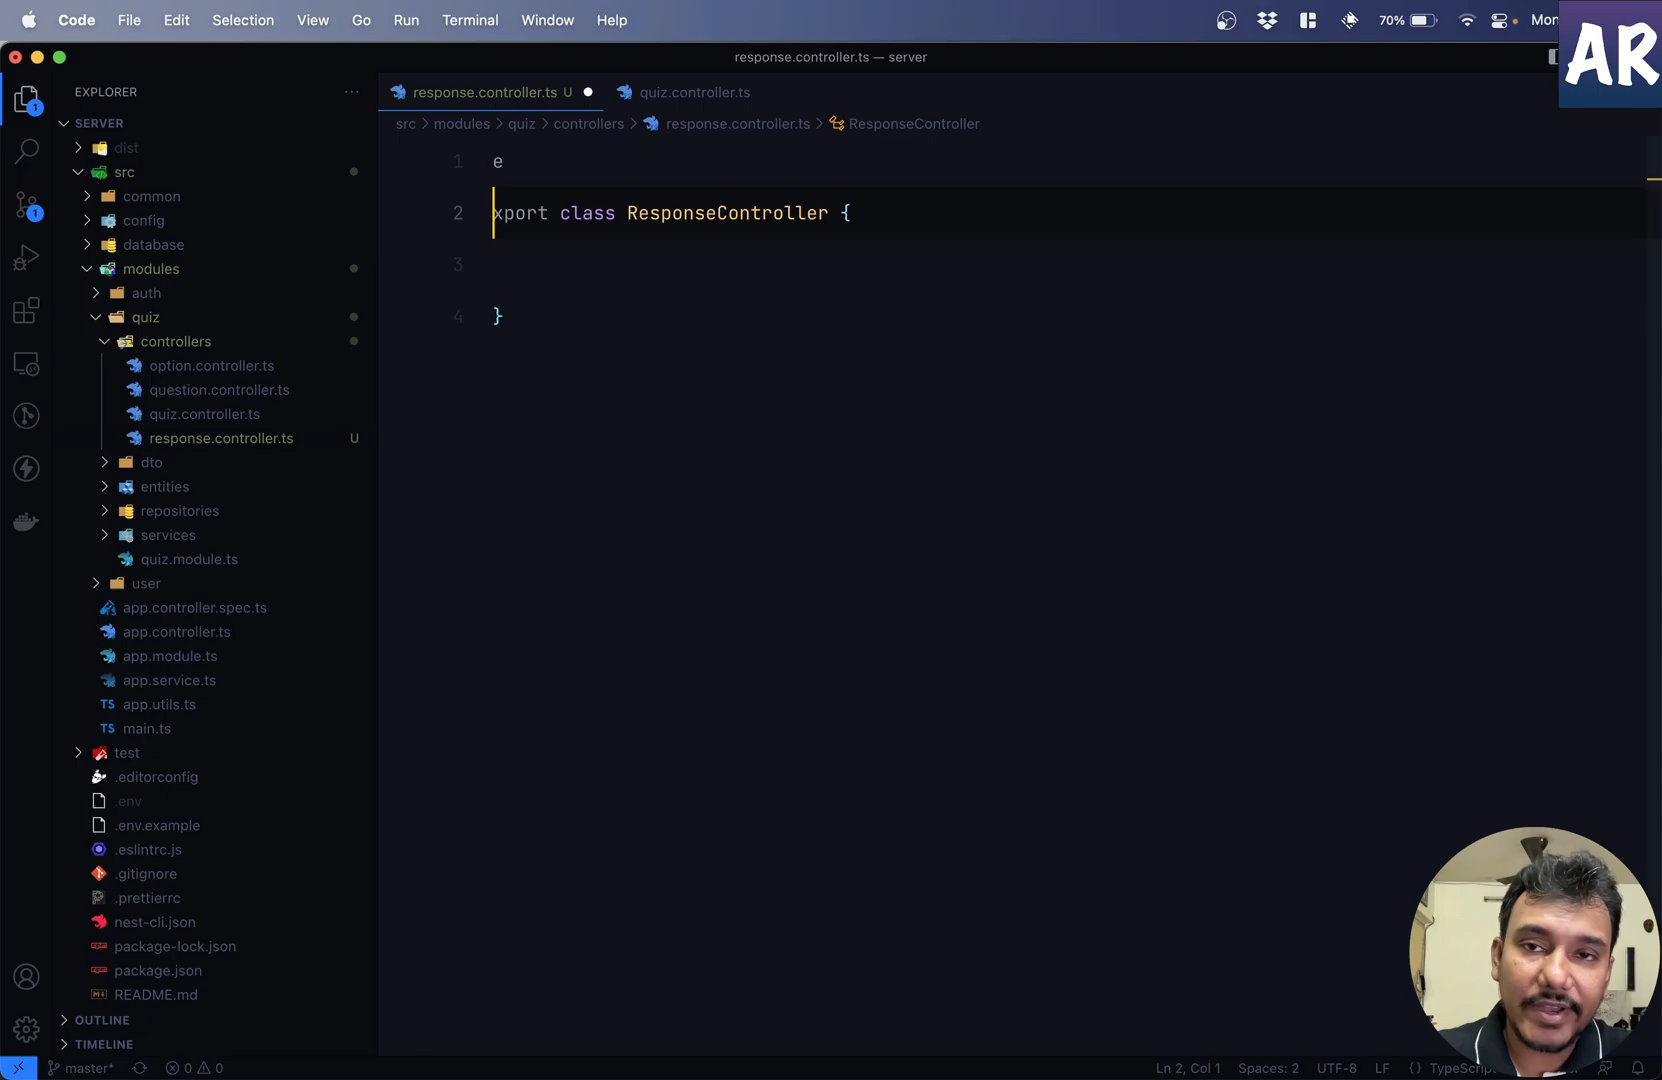 Code File Edit Selection View Go Run Terminal Window Help 70% Mon
AR
response.controller.ts — server
EXPLORER
response.controller.ts U
quiz.controller.ts
SERVER
src > modules > quiz > controllers > response.controller.ts > ResponseController
dist
src
common
config
database
modules
auth
quiz
controllers
option.controller.ts
question.controller.ts
quiz.controller.ts
response.controller.ts U
dto
entities
repositories
services
quiz.module.ts
user
app.controller.spec.ts
app.controller.ts
app.module.ts
app.service.ts
app.utils.ts
main.ts
test
.editorconfig
.env
.env.example
.eslintrc.js
.gitignore
.prettierrc
nest-cli.json
package-lock.json
package.json
README.md
OUTLINE
TIMELINE
1 e
2 xport class ResponseController {
3
4 }
1
1
master* 0 0 Ln 2, Col 1 Spaces: 2 UTF-8 LF {} TypeScrip